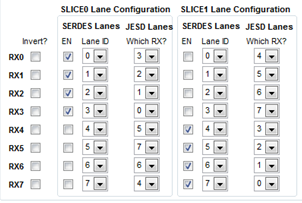 SLICE0 Lane Configuration SLICE1 Lane Configuration
SERDES Lanes JESD Lanes SERDES Lanes JESD Lanes
Invert? EN Lane ID Which RX? EN Lane ID Which RX?
RX0 0 3 0 4
RX1 1 2 1 5
RX2 2 1 2 6
RX3 3 0 3 7
RX4 4 5 4 3
RX5 5 7 5 2
RX6 6 6 6 1
RX7 7 4 7 0